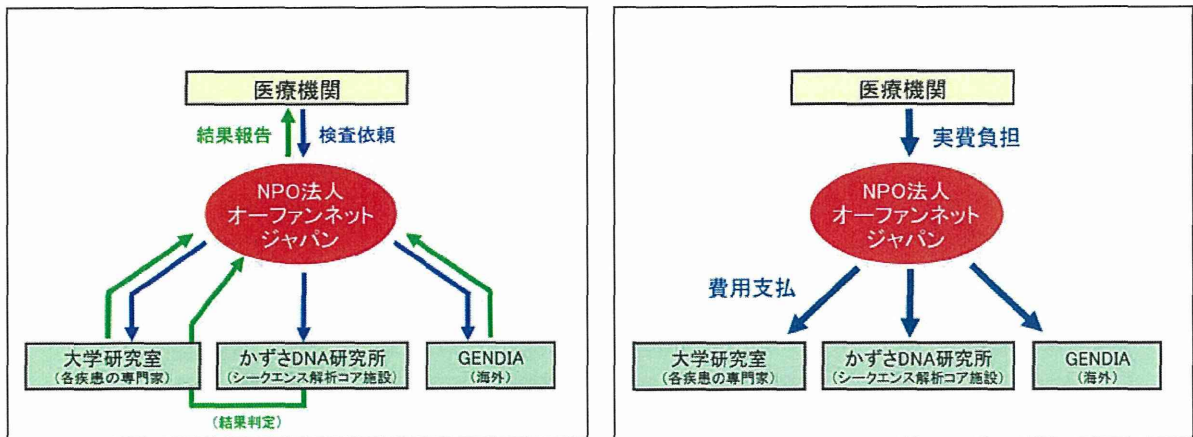 医療機関
結果報告
検査依頼
NPO法人
オーファンネット
ジャパン
大学研究室
(各疾患の専門家)
かずさDNA研究所
(シークエンス解析コア施設)
GENDIA
(海外)
(結果判定)
医療機関
実費負担
NPO法人
オーファンネット
ジャパン
費用支払
大学研究室
(各疾患の専門家)
かずさDNA研究所
(シークエンス解析コア施設)
GENDIA
(海外)